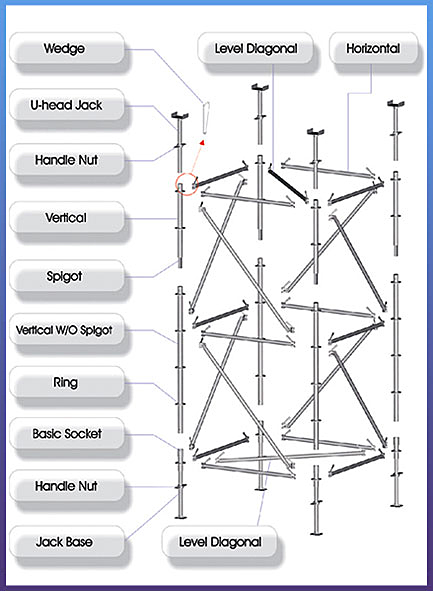 Wedge
Level Diagonal
Horizontal
U-head Jack
Handle Nut
Vertical
Spigot
Vertical W/O Spigot
Ring
Basic Socket
Handle Nut
Jack Base
Level Diagonal